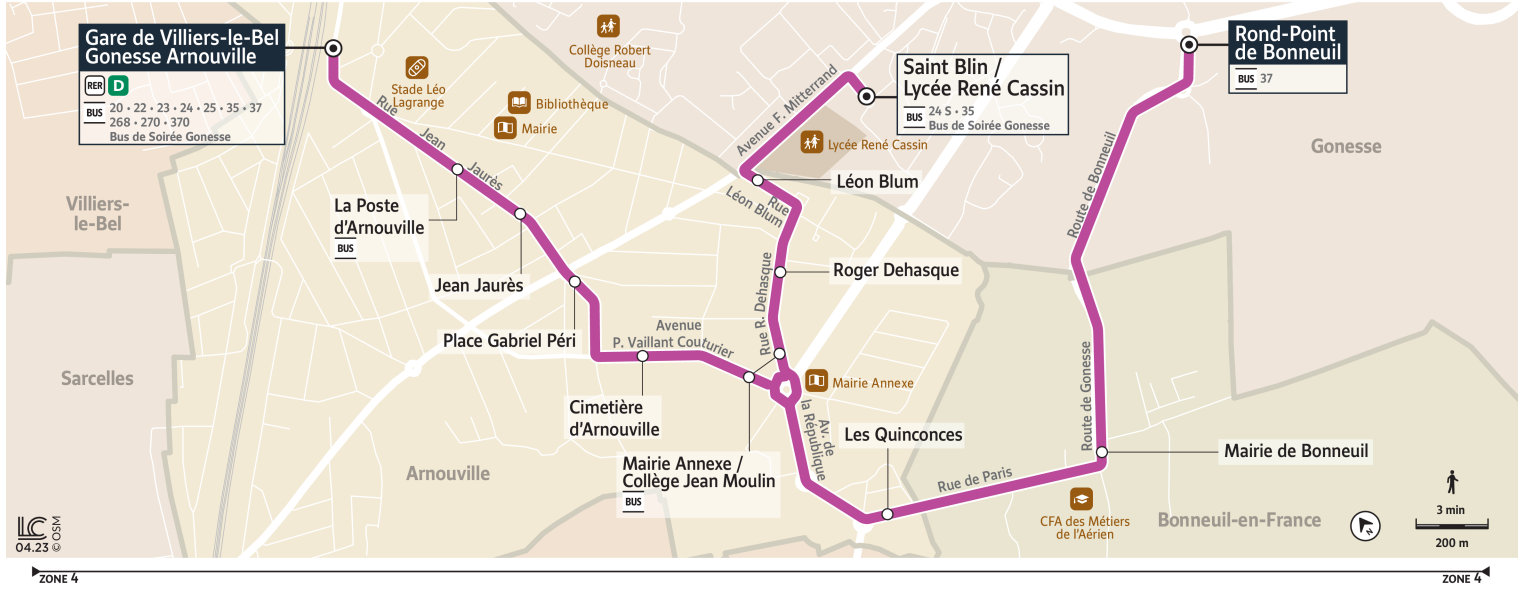 Gare de Villiers-le-Bel
Gonesse Arnouville
RER D
BUS 20 • 22 • 23 • 24 • 25 • 35 • 37
268 • 270 • 370
Bus de Soirée Gonesse
Stade Léo
Lagrange
Collège Robert
Doisneau
Bibliothèque
Mairie
Saint Blin /
Lycée René Cassin
BUS 24 S • 35
Bus de Soirée Gonesse
Rond-Point
de Bonneuil
BUS 37
Rue Jean Jaurès
Avenue F. Mitterrand
Lycée René Cassin
Gonesse
Villiers-
le-Bel
La Poste
d'Arnouville
BUS
Léon Blum
Rue
Léon Blum
Route de Bonneuil
Jean Jaurès
Roger Dehasque
Rue R. Dehasque
Place Gabriel Péri
Avenue
P. Vaillant Couturier
Sarcelles
Mairie Annexe
Route de Gonesse
Cimetière
d'Arnouville
Av. de
la République
Les Quinconces
Mairie Annexe /
Collège Jean Moulin
BUS
Mairie de Bonneuil
Arnouville
Rue de Paris
CFA des Métiers
de l'Aérien
Bonneuil-en-France
3 min
200 m
LC
04.23 © OSM
ZONE 4
ZONE 4